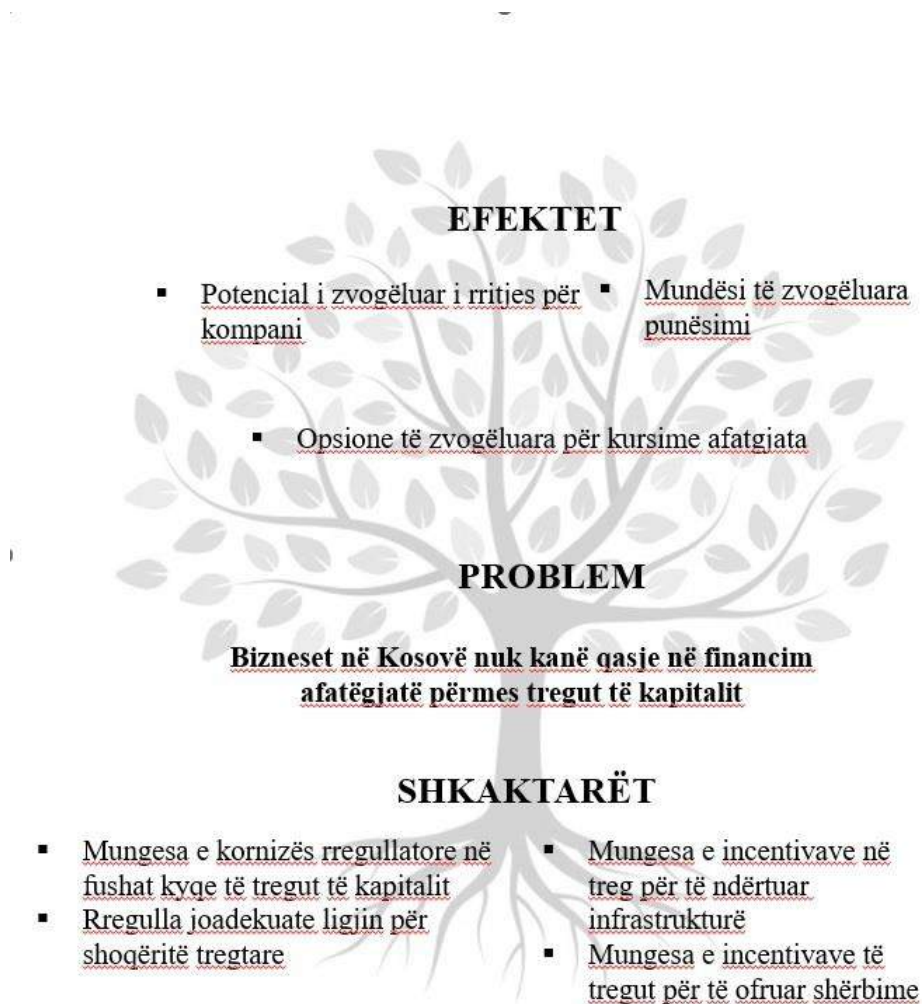 EFEKTET
▪ Potencial i zvogëluar i rritjes për
kompani
▪ Mundësi të zvogëluara
punësimi
▪ Opsione të zvogëluara për kursime afatgjata
PROBLEM
Bizneset në Kosovë nuk kanë qasje në financim
afatëgjatë përmes tregut të kapitalit
SHKAKTARËT
▪ Mungesa e kornizës rregullatore në
fushat kyqe të tregut të kapitalit
▪ Rregulla joadekuate ligjin për
shoqëritë tregtare
▪ Mungesa e incentivave në
treg për të ndërtuar
infrastrukturë
▪ Mungesa e incentivave të
tregut për të ofruar shërbime